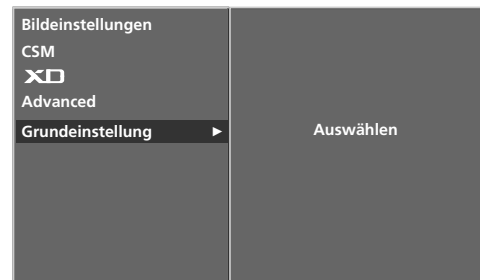 Bildeinstellungen
CSM
XD
Advanced
Grundeinstellung ►
Auswählen